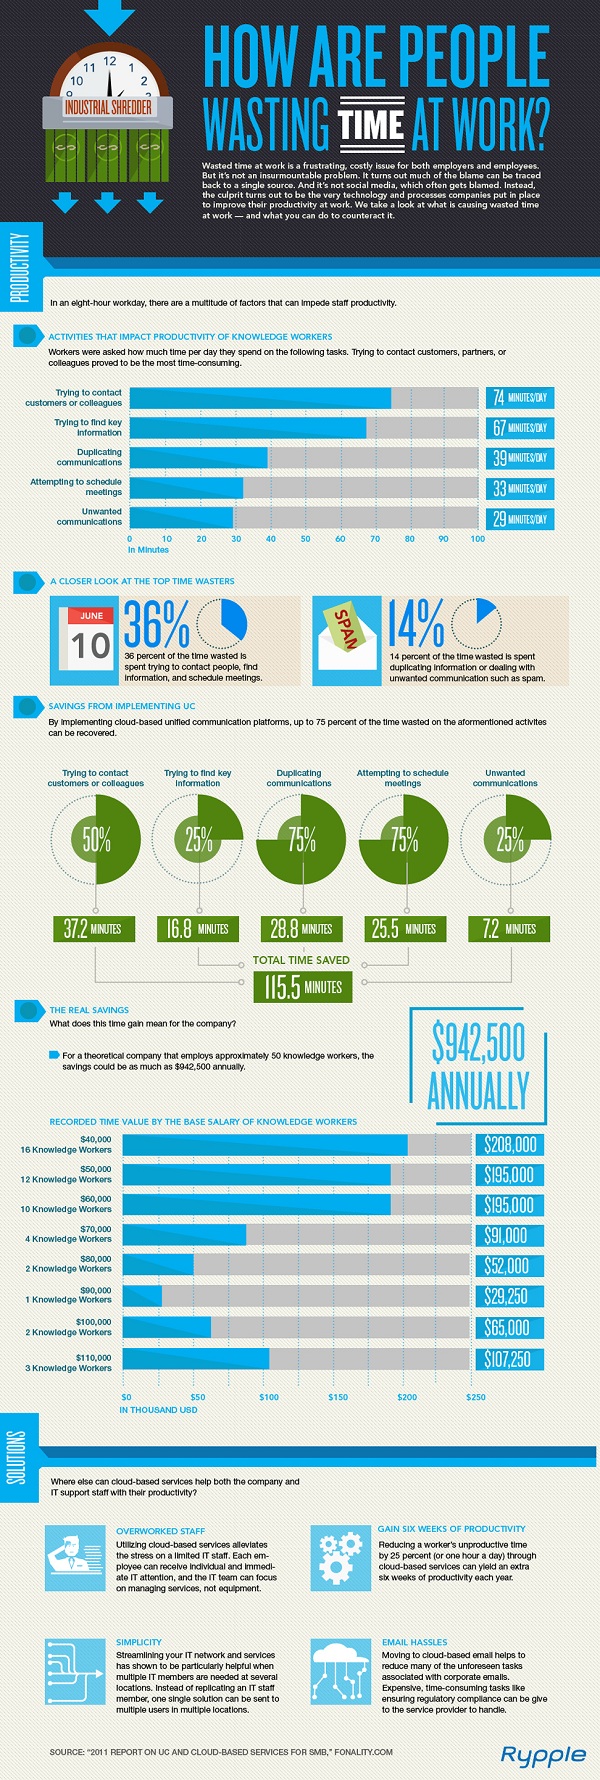 11 12 1
10 2
3
INDUSTRIAL SHREDDER
$ $ $
HOW ARE PEOPLE
WASTING TIME AT WORK?
Wasted time at work is a frustrating, costly issue for both employers and employees.
But it's not an insurmountable problem. It turns out much of the blame can be traced
back to a single source. And it's not social media, which often gets blamed. Instead,
the culprit turns out to be the very technology and processes companies put in place
to improve their productivity at work. We take a look at what is causing wasted time
at work — and what you can do to counteract it.
PRODUCTIVITY
In an eight-hour workday, there are a multitude of factors that can impede staff productivity.
ACTIVITIES THAT IMPACT PRODUCTIVITY OF KNOWLEDGE WORKERS
Workers were asked how much time per day they spend on the following tasks. Trying to contact customers, partners, or
colleagues proved to be the most time-consuming.
Trying to contact
customers or colleagues
74 MINUTES/DAY
Trying to find key
information
67 MINUTES/DAY
Duplicating
communications
39 MINUTES/DAY
Attempting to schedule
meetings
33 MINUTES/DAY
Unwanted
communications
29 MINUTES/DAY
0 10 20 30 40 50 60 70 80 90 100
In Minutes
A CLOSER LOOK AT THE TOP TIME WASTERS
JUNE
10
36%
36 percent of the time wasted is
spent trying to contact people, find
information, and schedule meetings.
SPAM
14%
14 percent of the time wasted is spent
duplicating information or dealing with
unwanted communication such as spam.
SAVINGS FROM IMPLEMENTING UC
By implementing cloud-based unified communication platforms, up to 75 percent of the time wasted on the aformentioned activites
can be recovered.
Trying to contact
customers or colleagues
Trying to find key
information
Duplicating
communications
Attempting to schedule
meetings
Unwanted
communications
50% 25% 75% 75% 25%
37.2 MINUTES 16.8 MINUTES 28.8 MINUTES 25.5 MINUTES 7.2 MINUTES
TOTAL TIME SAVED
115.5 MINUTES
THE REAL SAVINGS
What does this time gain mean for the company?
For a theoretical company that employs approximately 50 knowledge workers, the
savings could be as much as $942,500 annually.
$942,500
ANNUALLY
RECORDED TIME VALUE BY THE BASE SALARY OF KNOWLEDGE WORKERS
$40,000
16 Knowledge Workers
$208,000
$50,000
12 Knowledge Workers
$195,000
$60,000
10 Knowledge Workers
$195,000
$70,000
4 Knowledge Workers
$91,000
$80,000
2 Knowledge Workers
$52,000
$90,000
1 Knowledge Workers
$29,250
$100,000
2 Knowledge Workers
$65,000
$110,000
3 Knowledge Workers
$107,250
$0 $50 $100 $150 $200 $250
IN THOUSAND USD
SOLUTIONS
Where else can cloud-based services help both the company and
IT support staff with their productivity?
OVERWORKED STAFF
Utilizing cloud-based services alleviates
the stress on a limited IT staff. Each em-
ployee can receive individual and immedi-
ate IT attention, and the IT team can focus
on managing services, not equipment.
GAIN SIX WEEKS OF PRODUCTIVITY
Reducing a worker's unproductive time
by 25 percent (or one hour a day) through
cloud-based services can yield an extra
six weeks of productivity each year.
SIMPLICITY
Streamlining your IT network and services
has shown to be particularly helpful when
multiple IT members are needed at several
locations. Instead of replicating an IT staff
member, one single solution can be sent to
multiple users in multiple locations.
EMAIL HASSLES
Moving to cloud-based email helps to
reduce many of the unforeseen tasks
associated with corporate emails.
Expensive, time-consuming tasks like
ensuring regulatory compliance can be give
to the service provider to handle.
SOURCE: "2011 REPORT ON UC AND CLOUD-BASED SERVICES FOR SMB," FONALITY.COM
Rypple